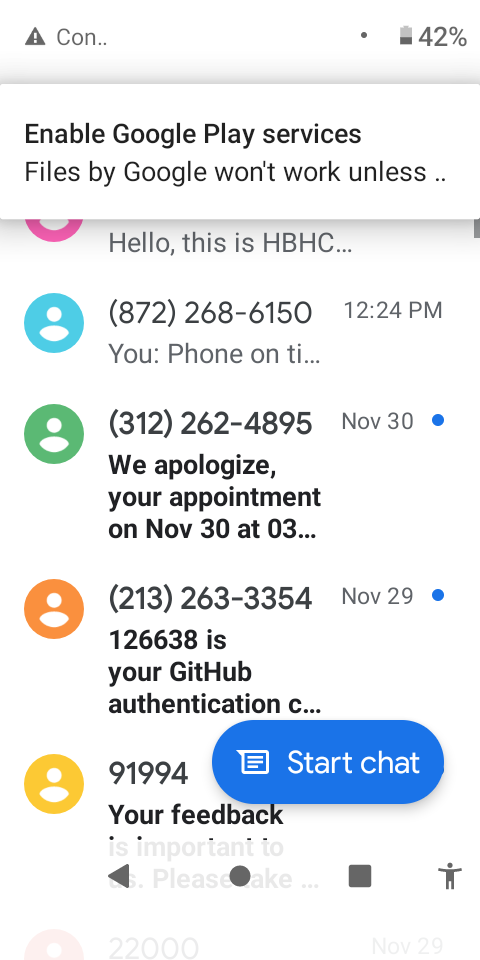 Con..
42%
Enable Google Play services
Files by Google won't work unless ..
Hello, this is HBHC…
(872) 268-6150 12:24 PM
You: Phone on ti…
(312) 262-4895 Nov 30
We apologize,
your appointment
on Nov 30 at 03…
(213) 263-3354 Nov 29
126638 is
your GitHub
authentication c…
Start chat
91994
Your feedback
is important to
us. Please take …
22000 Nov 29